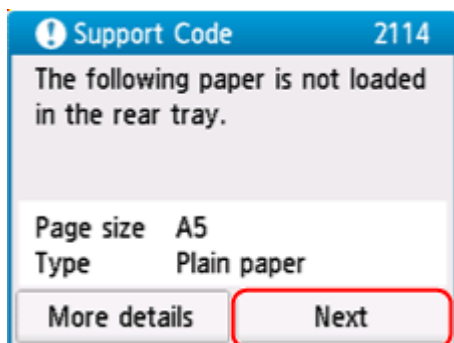 Support Code 2114
The following paper is not loaded
in the rear tray.
Page size A5
Type Plain paper
More details Next